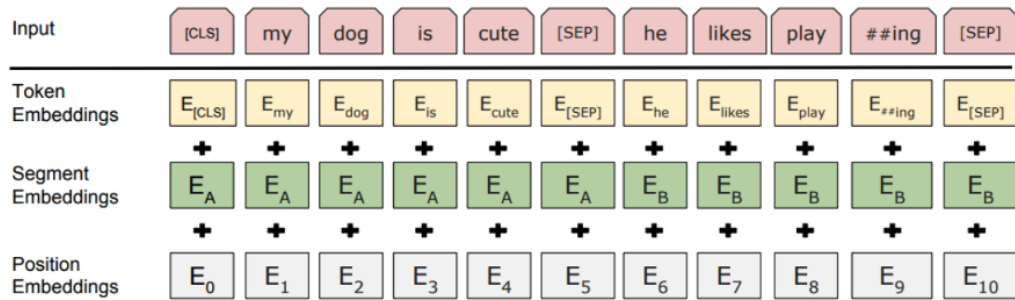 Input [CLS] my dog is cute [SEP] he likes play ##ing [SEP]
Token Embeddings E[CLS] Emy Edog Eis Ecute E[SEP] Ehe Elikes Eplay E##ing E[SEP]
+ + + + + + + + + + +
Segment Embeddings EA EA EA EA EA EA EB EB EB EB EB
+ + + + + + + + + + +
Position Embeddings E0 E1 E2 E3 E4 E5 E6 E7 E8 E9 E10